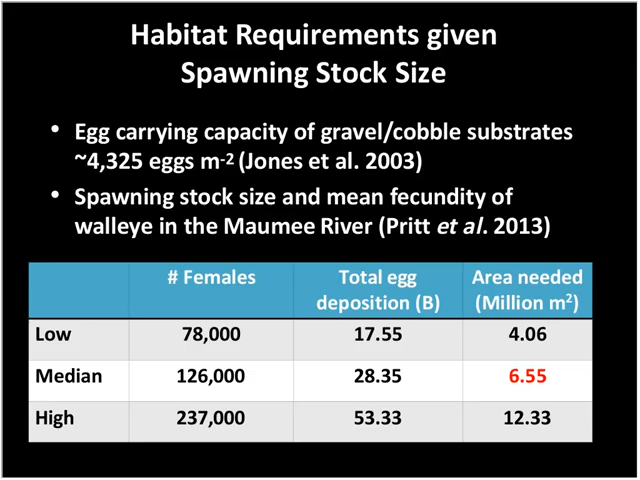 Habitat Requirements given
Spawning Stock Size
• Egg carrying capacity of gravel/cobble substrates
~4,325 eggs m-2 (Jones et al. 2003)
• Spawning stock size and mean fecundity of
walleye in the Maumee River (Pritt et al. 2013)
# Females Total egg deposition (B) Area needed (Million m2)
Low 78,000 17.55 4.06
Median 126,000 28.35 6.55
High 237,000 53.33 12.33